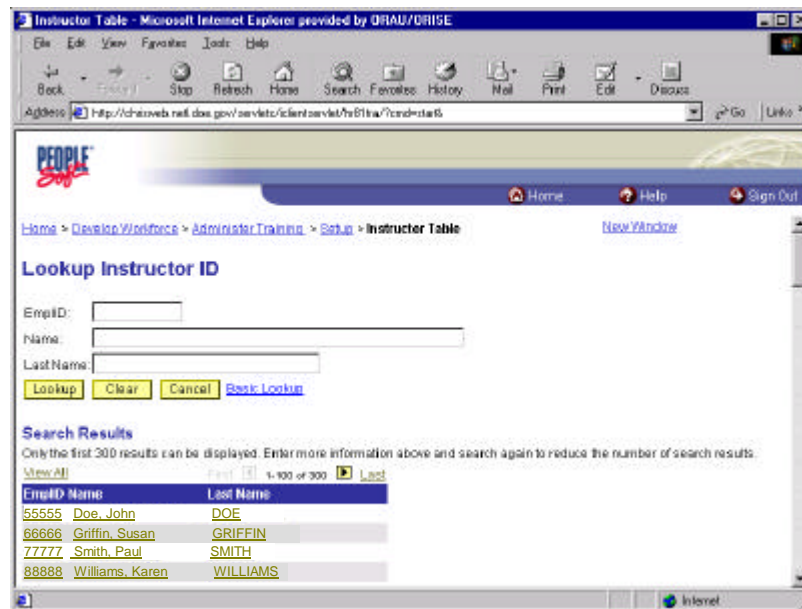 Instructor Table - Microsoft Internet Explorer provided by ORAU/ORISE
File Edit View Favorites Tools Help
Back Forward Stop Refresh Home Search Favorites History Mail Print Edit Discuss
Address Go Links
PEOPLE
Soft
Home Help Sign Out
Home > Develop Workforce > Administer Training > Setup > Instructor Table New Window
Lookup Instructor ID
EmplID:
Name:
Last Name:
Lookup Clear Cancel Basic Lookup
Search Results
Only the first 300 results can be displayed. Enter more information above and search again to reduce the number of search results.
View All First 1-100 of 300 Last
EmplID Name Last Name
55555 Doe, John DOE
66666 Griffin, Susan GRIFFIN
77777 Smith, Paul SMITH
88888 Williams, Karen WILLIAMS
Internet